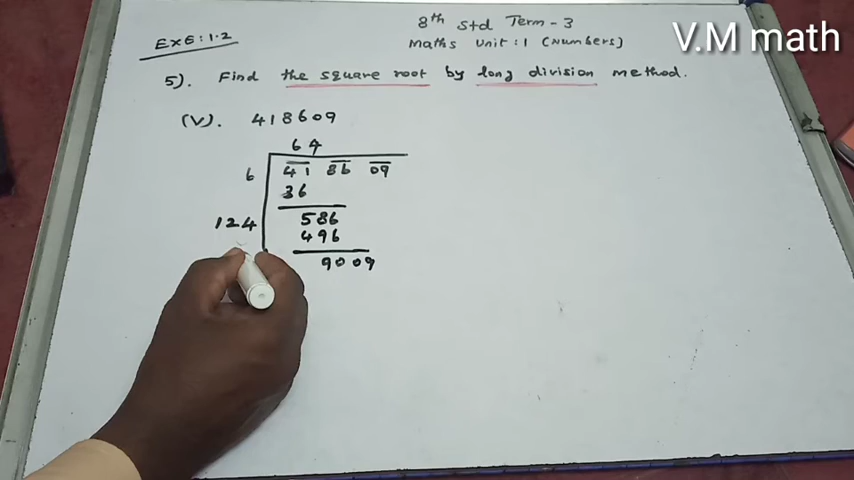 8th Std Term - 3
V.M math
EXE : 1.2
Maths Unit : 1 (Numbers)
5). Find the square root by long division method.
(V). 418609
64
6 41 86 09
36
124 586
496
9009